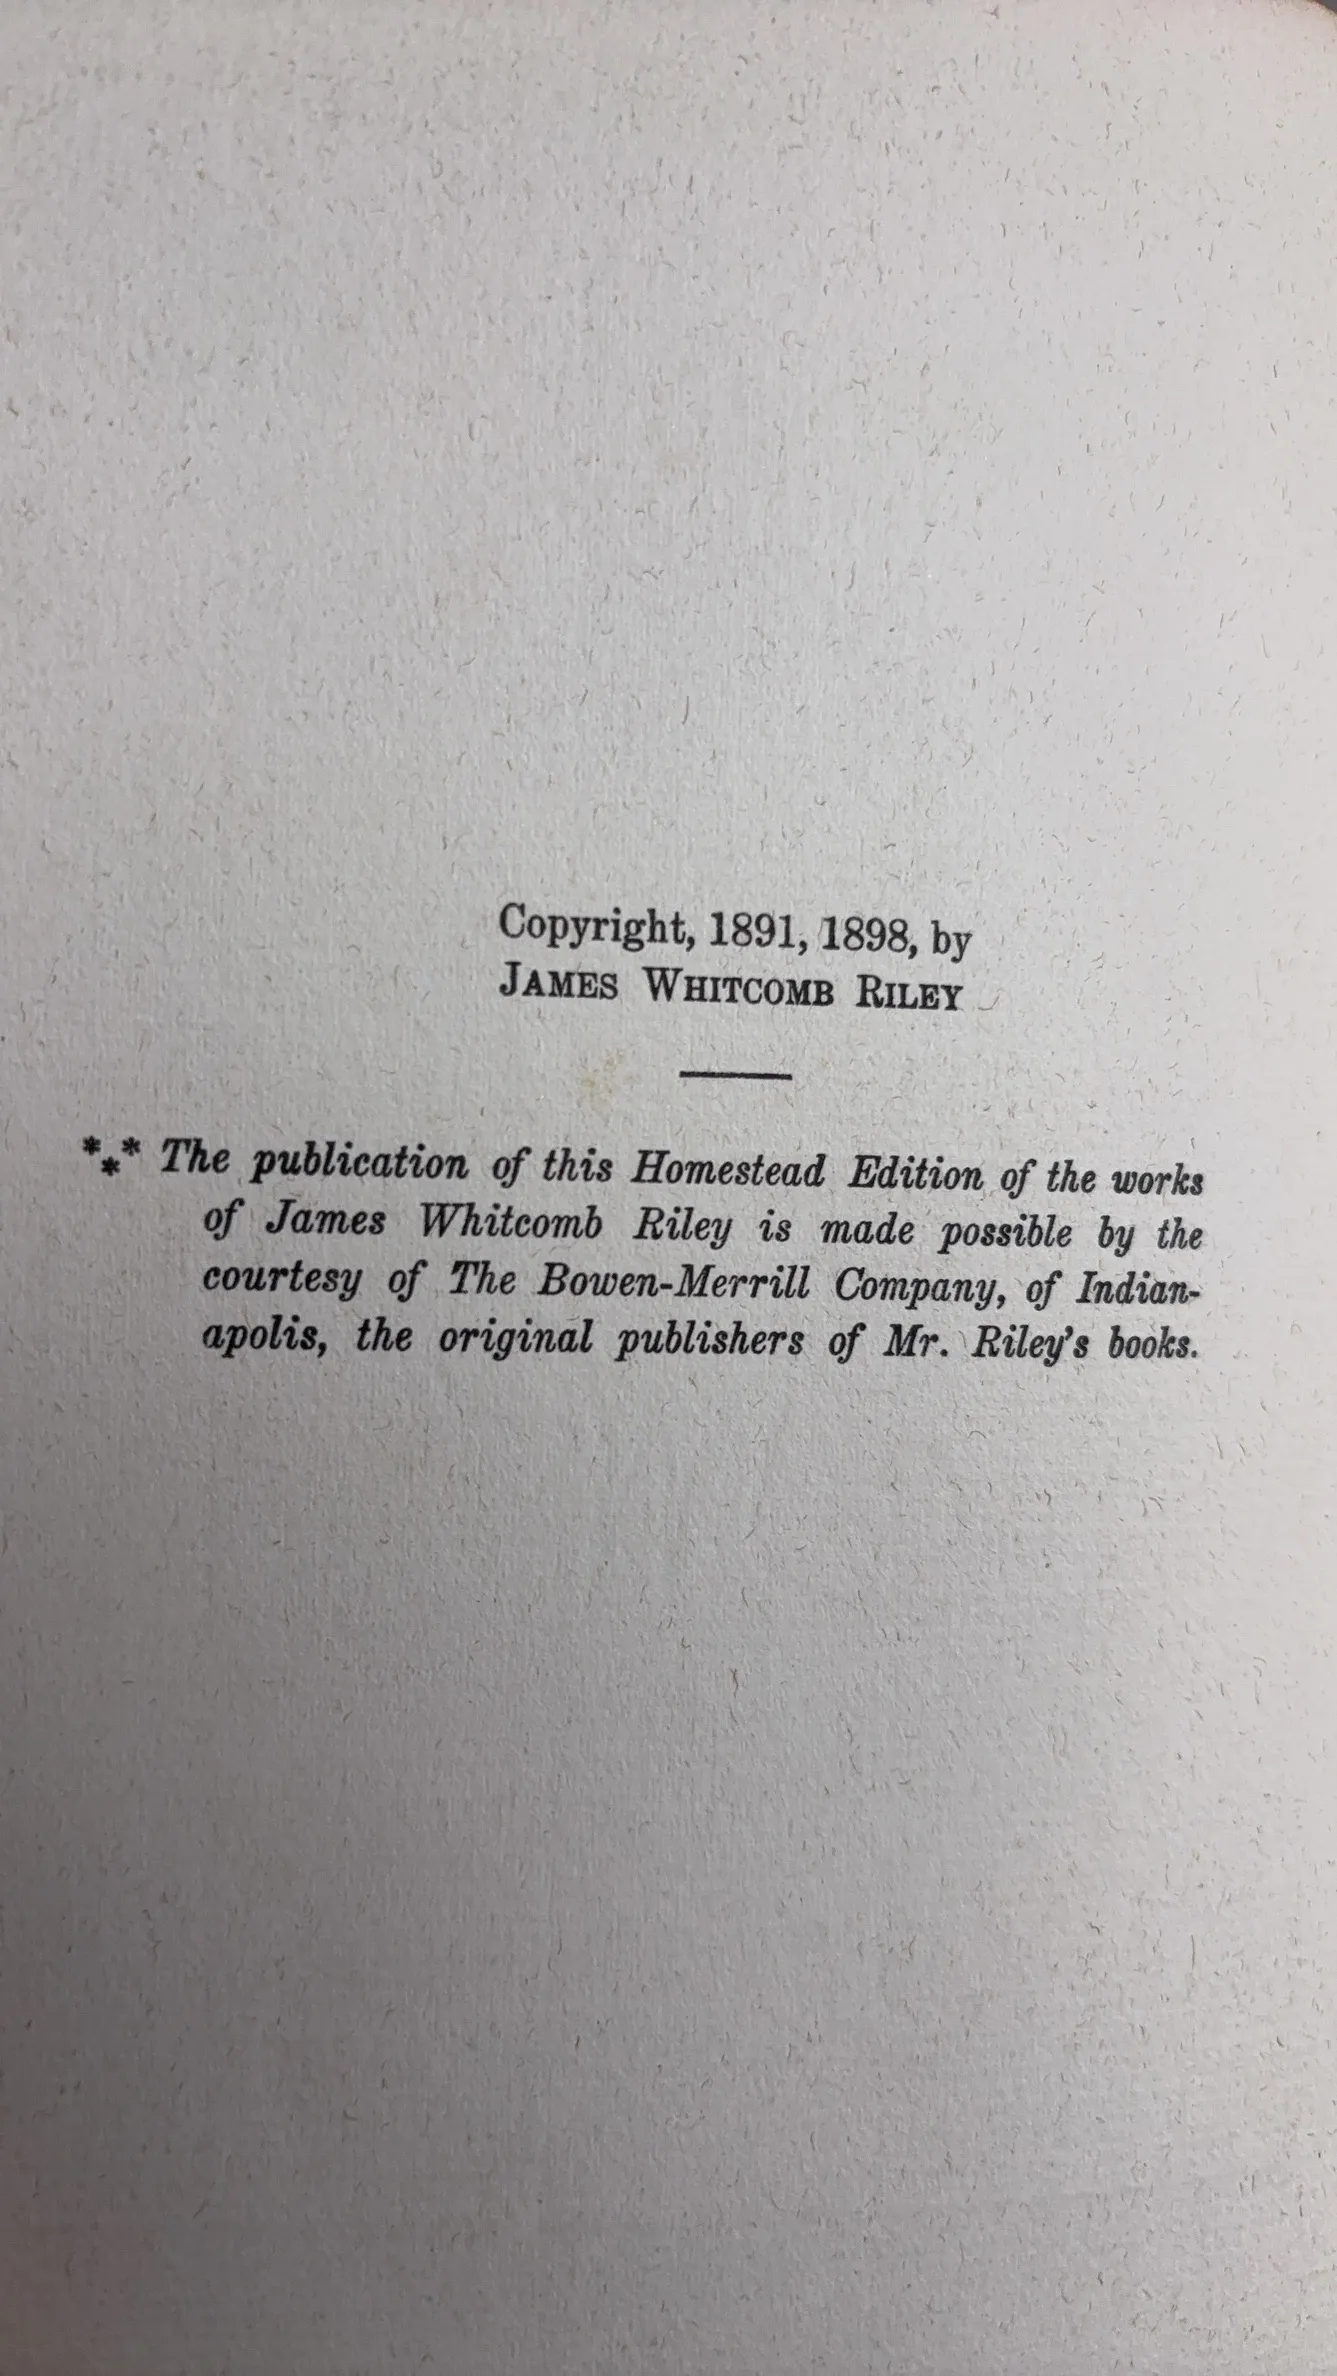 Copyright, 1891, 1898, by
JAMES WHITCOMB RILEY
*** The publication of this Homestead Edition of the works
of James Whitcomb Riley is made possible by the
courtesy of The Bowen-Merrill Company, of Indian-
apolis, the original publishers of Mr. Riley's books.